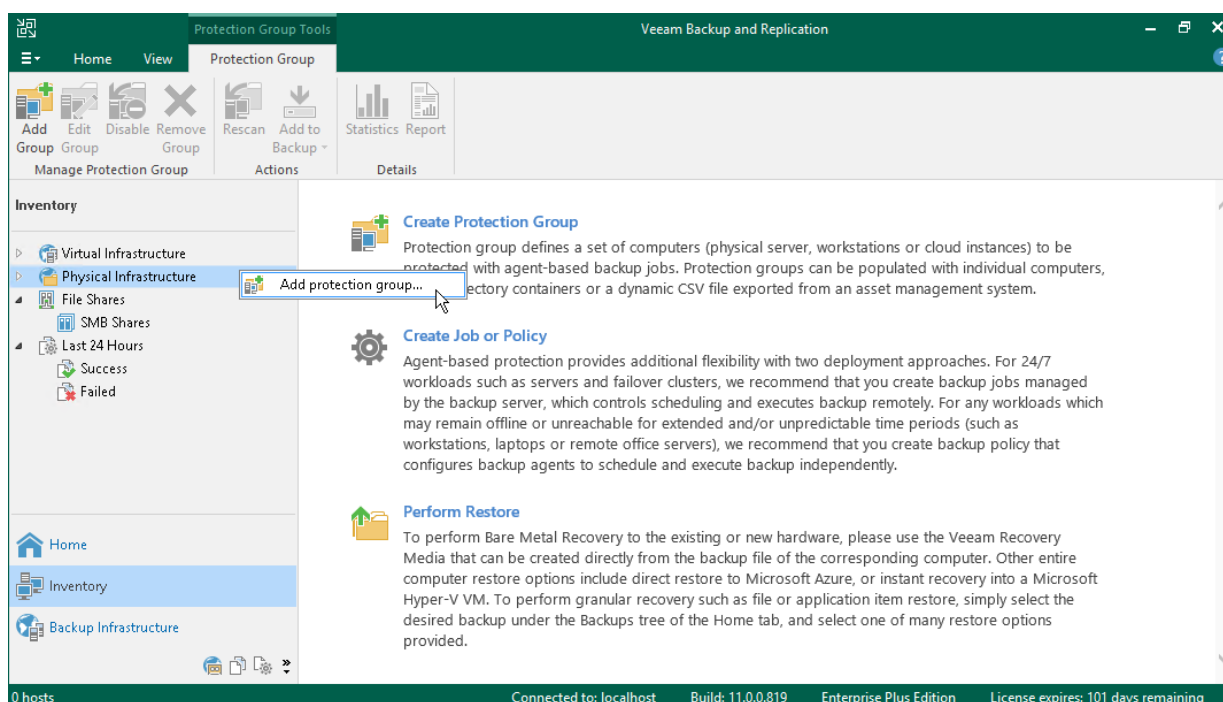 Protection Group Tools
Veeam Backup and Replication
Home View Protection Group
Add Group
Edit Group
Disable
Remove Group
Rescan
Add to Backup
Statistics
Report
Manage Protection Group
Actions
Details
Inventory
Virtual Infrastructure
Physical Infrastructure
File Shares
SMB Shares
Last 24 Hours
Success
Failed
Add protection group...
Create Protection Group
Protection group defines a set of computers (physical server, workstations or cloud instances) to be
protected with agent-based backup jobs. Protection groups can be populated with individual computers,
ectory containers or a dynamic CSV file exported from an asset management system.
Create Job or Policy
Agent-based protection provides additional flexibility with two deployment approaches. For 24/7
workloads such as servers and failover clusters, we recommend that you create backup jobs managed
by the backup server, which controls scheduling and executes backup remotely. For any workloads which
may remain offline or unreachable for extended and/or unpredictable time periods (such as
workstations, laptops or remote office servers), we recommend that you create backup policy that
configures backup agents to schedule and execute backup independently.
Perform Restore
To perform Bare Metal Recovery to the existing or new hardware, please use the Veeam Recovery
Media that can be created directly from the backup file of the corresponding computer. Other entire
computer restore options include direct restore to Microsoft Azure, or instant recovery into a Microsoft
Hyper-V VM. To perform granular recovery such as file or application item restore, simply select the
desired backup under the Backups tree of the Home tab, and select one of many restore options
provided.
Home
Inventory
Backup Infrastructure
0 hosts
Connected to: localhost
Build: 11.0.0.819
Enterprise Plus Edition
License expires: 101 days remaining